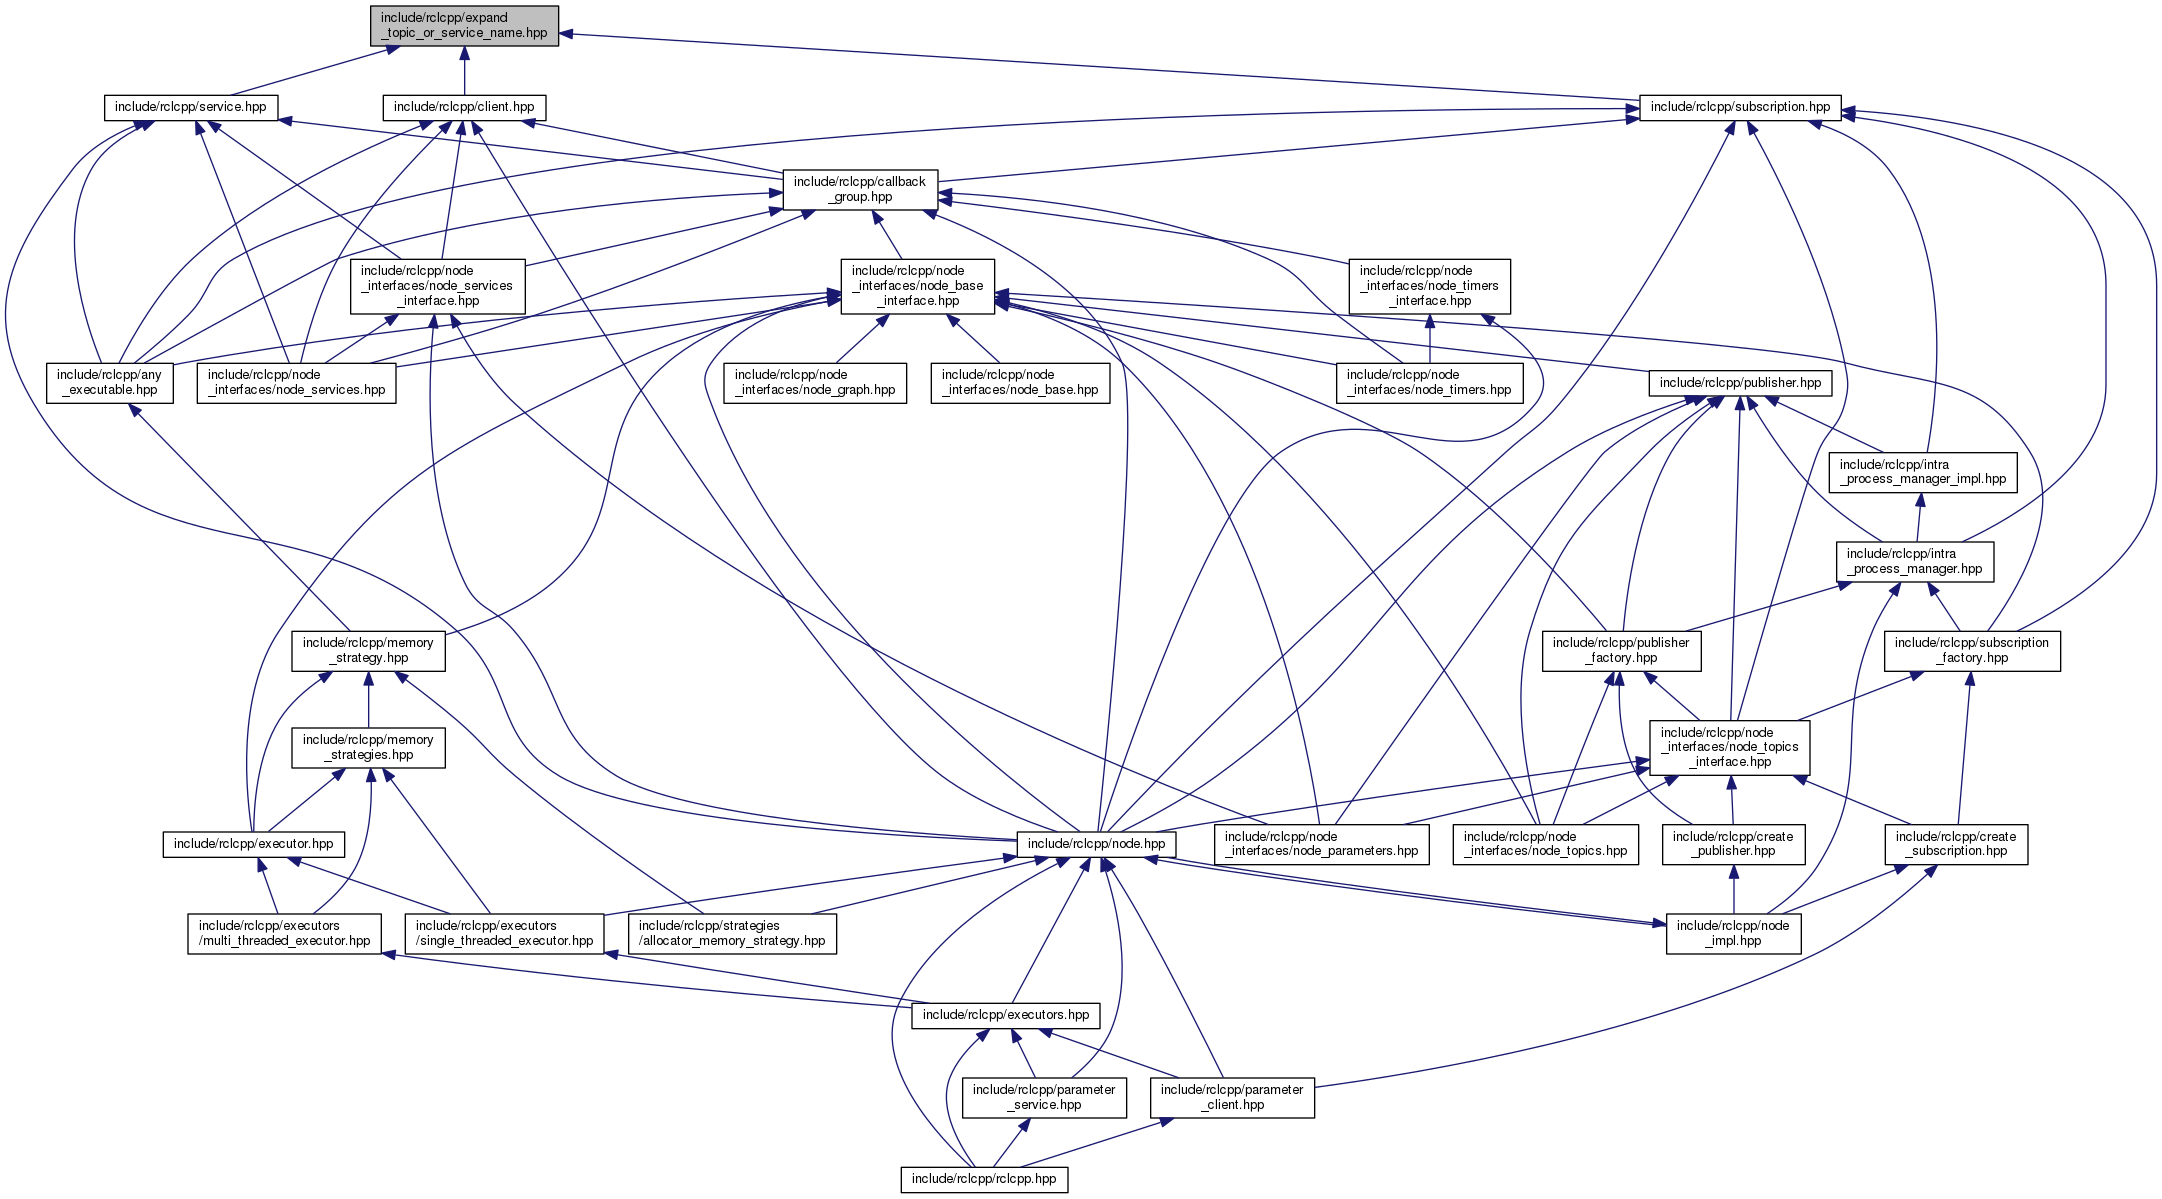 include/rclcpp/expand
_topic_or_service_name.hpp
include/rclcpp/service.hpp
include/rclcpp/client.hpp
include/rclcpp/subscription.hpp
include/rclcpp/callback
_group.hpp
include/rclcpp/node
_interfaces/node_services
_interface.hpp
include/rclcpp/node
_interfaces/node_base
_interface.hpp
include/rclcpp/node
_interfaces/node_timers
_interface.hpp
include/rclcpp/any
_executable.hpp
include/rclcpp/node
_interfaces/node_services.hpp
include/rclcpp/node
_interfaces/node_graph.hpp
include/rclcpp/node
_interfaces/node_base.hpp
include/rclcpp/node
_interfaces/node_timers.hpp
include/rclcpp/publisher.hpp
include/rclcpp/intra
_process_manager_impl.hpp
include/rclcpp/intra
_process_manager.hpp
include/rclcpp/memory
_strategy.hpp
include/rclcpp/publisher
_factory.hpp
include/rclcpp/subscription
_factory.hpp
include/rclcpp/memory
_strategies.hpp
include/rclcpp/node
_interfaces/node_topics
_interface.hpp
include/rclcpp/executor.hpp
include/rclcpp/node.hpp
include/rclcpp/node
_interfaces/node_parameters.hpp
include/rclcpp/node
_interfaces/node_topics.hpp
include/rclcpp/create
_publisher.hpp
include/rclcpp/create
_subscription.hpp
include/rclcpp/executors
/multi_threaded_executor.hpp
include/rclcpp/executors
/single_threaded_executor.hpp
include/rclcpp/strategies
/allocator_memory_strategy.hpp
include/rclcpp/node
_impl.hpp
include/rclcpp/executors.hpp
include/rclcpp/parameter
_service.hpp
include/rclcpp/parameter
_client.hpp
include/rclcpp/rclcpp.hpp